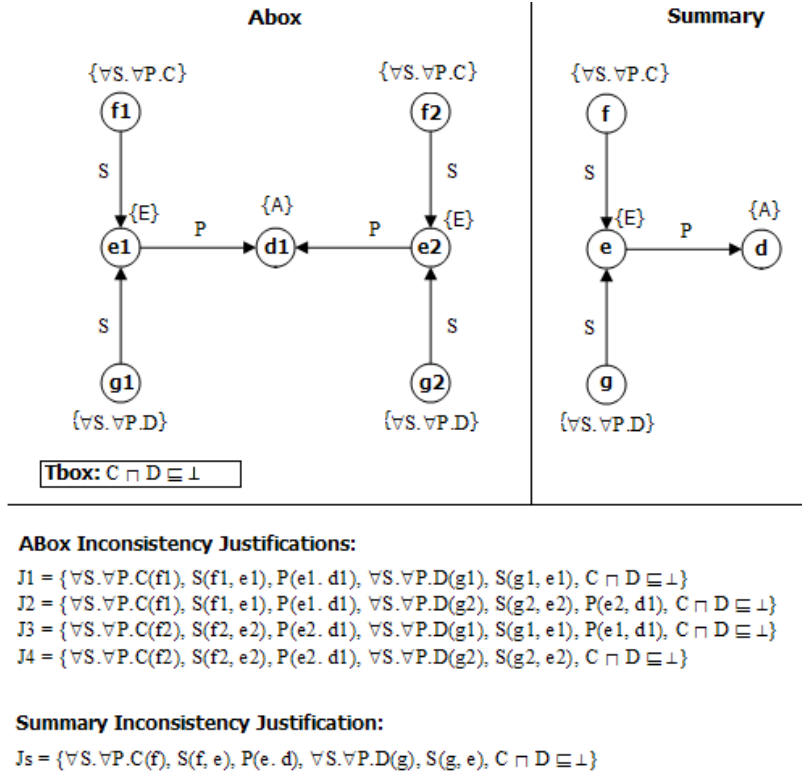 Abox
Summary
{∀S.∀P.C}
{∀S.∀P.C}
{∀S.∀P.C}
f1
f2
f
S
S
S
{E}
{A}
{E}
{E}
{A}
e1
P
d1
P
e2
e
P
d
S
S
S
g1
g2
g
{∀S.∀P.D}
{∀S.∀P.D}
{∀S.∀P.D}
Tbox: C ⊓ D ⊑ ⊥
ABox Inconsistency Justifications:
J1 = {∀S.∀P.C(f1), S(f1, e1), P(e1. d1), ∀S.∀P.D(g1), S(g1, e1), C ⊓ D ⊑ ⊥}
J2 = {∀S.∀P.C(f1), S(f1, e1), P(e1. d1), ∀S.∀P.D(g2), S(g2, e2), P(e2, d1), C ⊓ D ⊑ ⊥}
J3 = {∀S.∀P.C(f2), S(f2, e2), P(e2. d1), ∀S.∀P.D(g1), S(g1, e1), P(e1, d1), C ⊓ D ⊑ ⊥}
J4 = {∀S.∀P.C(f2), S(f2, e2), P(e2. d1), ∀S.∀P.D(g2), S(g2, e2), C ⊓ D ⊑ ⊥}
Summary Inconsistency Justification:
Js = {∀S.∀P.C(f), S(f, e), P(e. d), ∀S.∀P.D(g), S(g, e), C ⊓ D ⊑ ⊥}